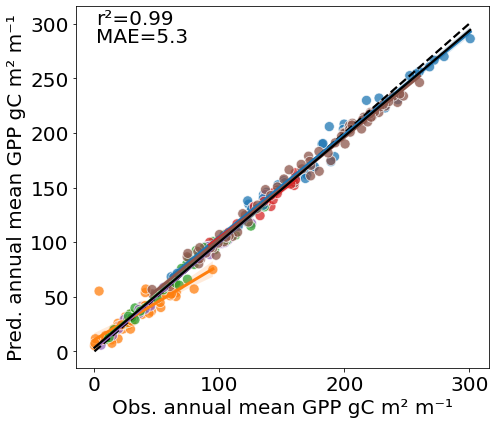 r²=0.99
MAE=5.3
Pred. annual mean GPP gC m² m⁻¹
300
250
200
150
100
50
0
0 100 200 300
Obs. annual mean GPP gC m² m⁻¹